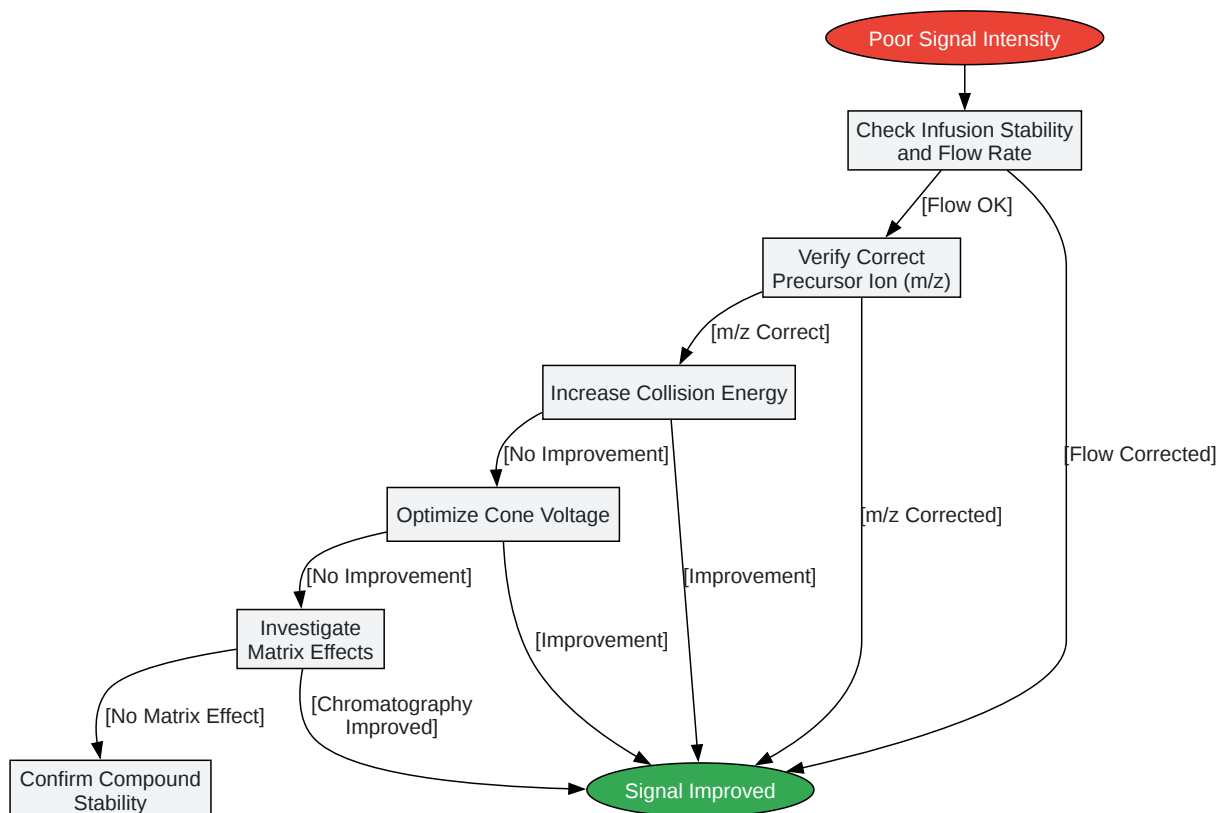 Poor Signal Intensity
Check Infusion Stability
and Flow Rate
[Flow OK]
Verify Correct
Precursor Ion (m/z)
[m/z Correct]
Increase Collision Energy
[No Improvement]
[Flow Corrected]
Optimize Cone Voltage
[m/z Corrected]
[No Improvement]
[Improvement]
Investigate
Matrix Effects
[Improvement]
[No Matrix Effect]
[Chromatography
Improved]
Confirm Compound
Stability
Signal Improved